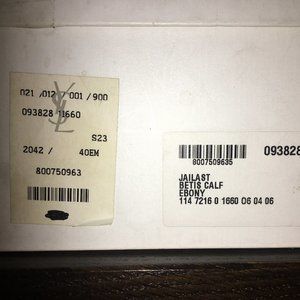 021 /012 001 /900
093828 11660
S23
2042 / 40EM
800750963
8007509635
093828
JAILAST
BETIS CALF
EBONY
114 7216 0 1660 06 04 06